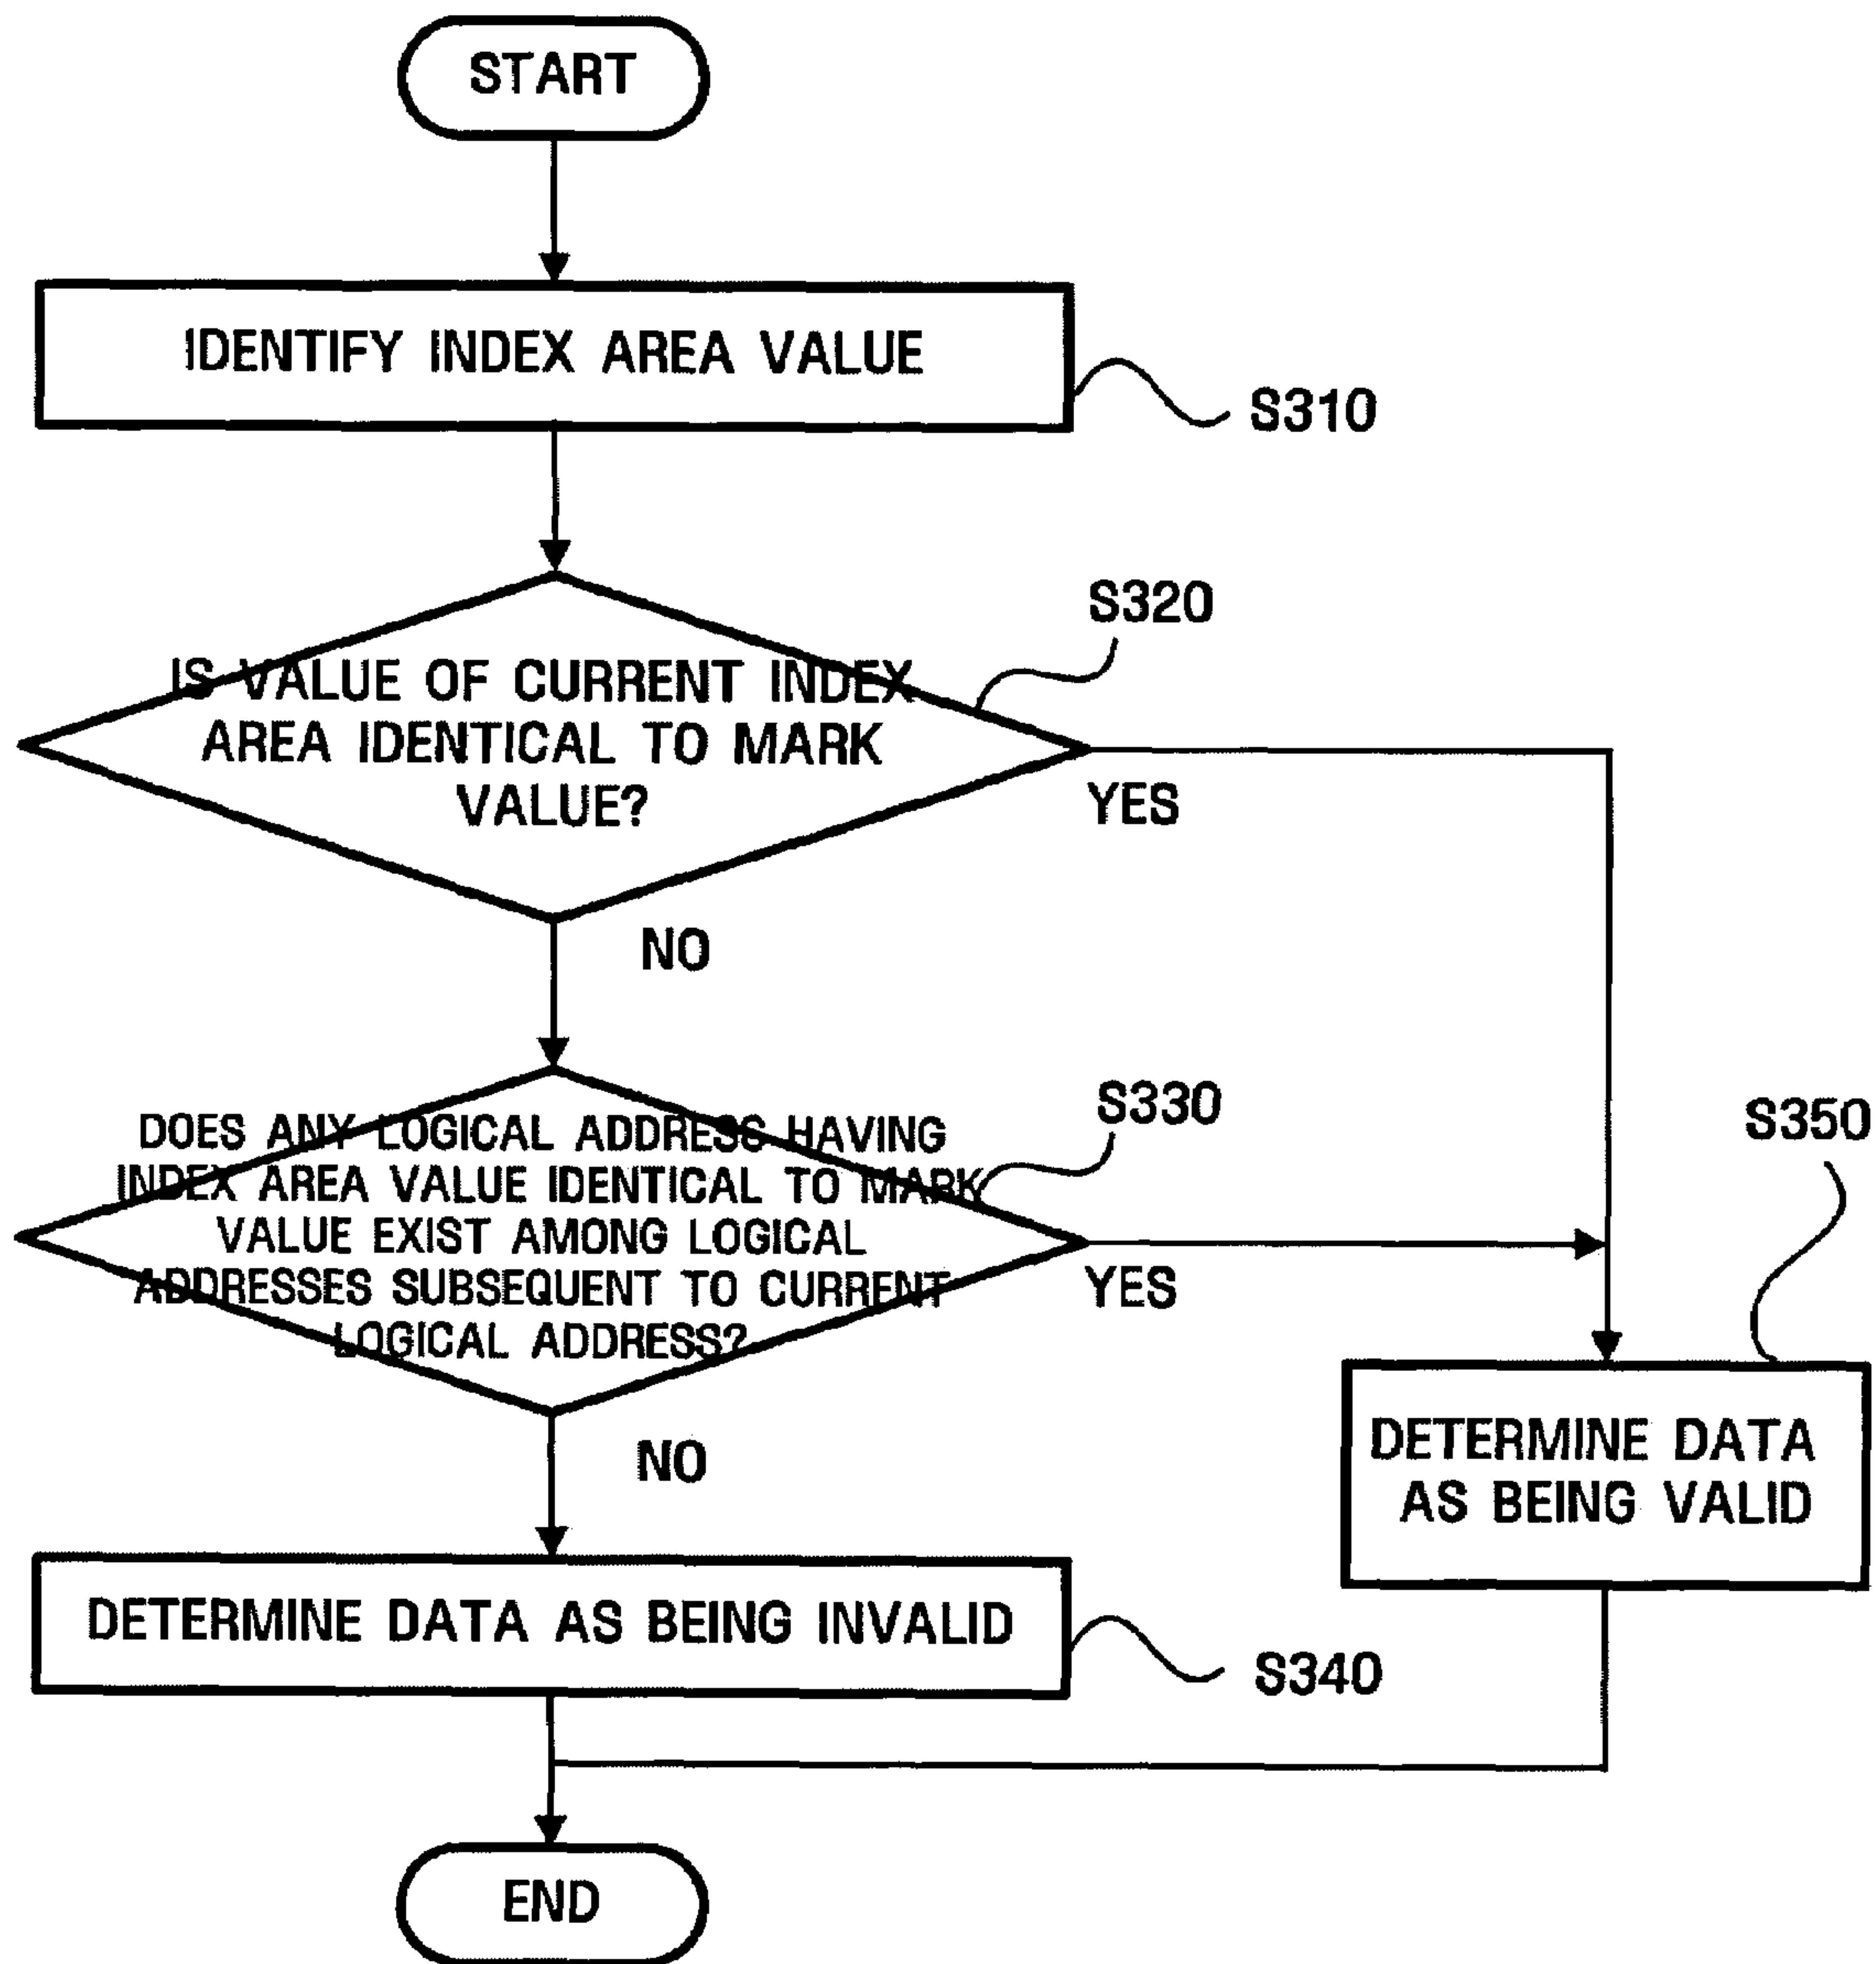 START
IDENTIFY INDEX AREA VALUE
S310
S320
IS VALUE OF CURRENT INDEX
AREA IDENTICAL TO MARK
VALUE?
YES
NO
S330
DOES ANY LOGICAL ADDRESS HAVING
INDEX AREA VALUE IDENTICAL TO MARK
VALUE EXIST AMONG LOGICAL
ADDRESSES SUBSEQUENT TO CURRENT
LOGICAL ADDRESS?
YES
NO
S350
DETERMINE DATA
AS BEING VALID
DETERMINE DATA AS BEING INVALID
S340
END